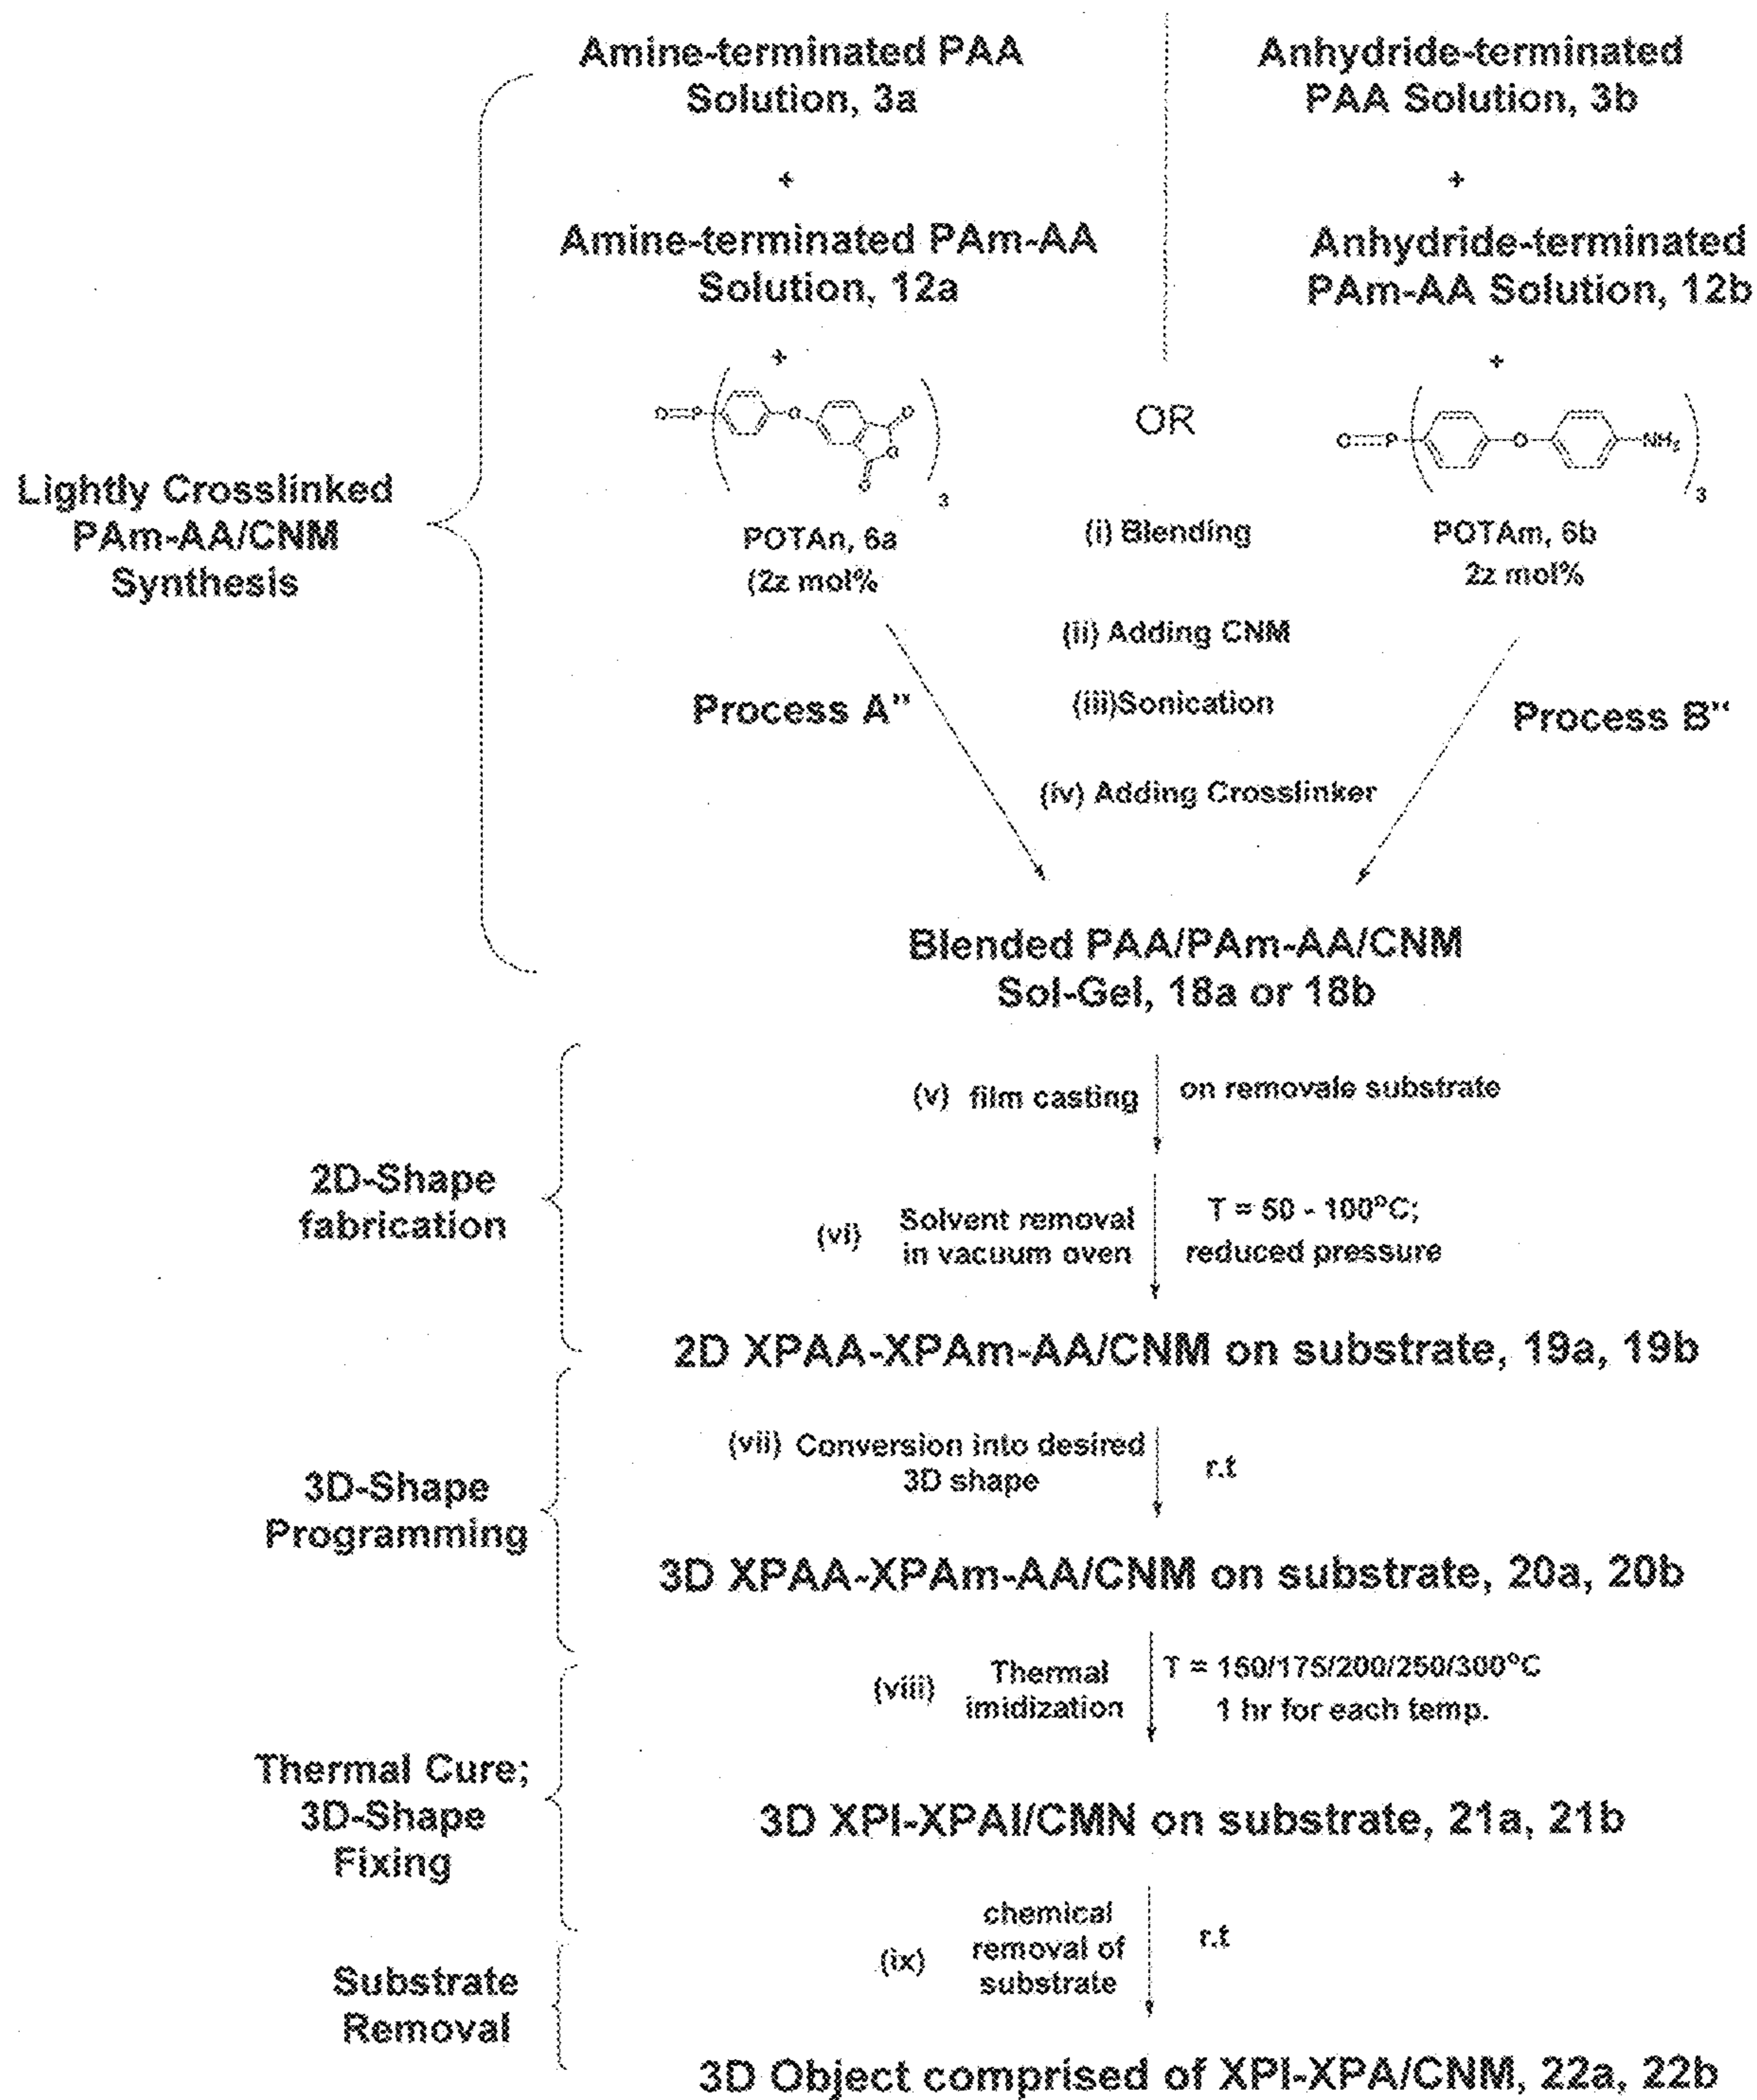 Amine-terminated PAA
Solution, 3a
+
Amine-terminated PAm-AA
Solution, 12a
+
O=P
O
O
O
O
3
POTAn, 6a
(2z mol%
Anhydride-terminated
PAA Solution, 3b
+
Anhydride-terminated
PAm-AA Solution, 12b
+
O=P
O
NH2
3
POTAm, 6b
2z mol%
OR
Lightly Crosslinked
PAm-AA/CNM
Synthesis
(i) Blending
(ii) Adding CNM
(iii)Sonication
(iv) Adding Crosslinker
Process A"
Process B"
Blended PAA/PAm-AA/CNM
Sol-Gel, 18a or 18b
2D-Shape
fabrication
(v) film casting
on removale substrate
(vi) Solvent removal
in vacuum oven
T = 50 - 100°C;
reduced pressure
2D XPAA-XPAm-AA/CNM on substrate, 19a, 19b
3D-Shape
Programming
(vii) Conversion into desired
3D shape
r.t
3D XPAA-XPAm-AA/CNM on substrate, 20a, 20b
Thermal Cure;
3D-Shape
Fixing
(viii) Thermal
imidization
T = 150/175/200/250/300°C
1 hr for each temp.
3D XPI-XPAI/CMN on substrate, 21a, 21b
Substrate
Removal
(ix) chemical
removal of
substrate
r.t
3D Object comprised of XPI-XPA/CNM, 22a, 22b